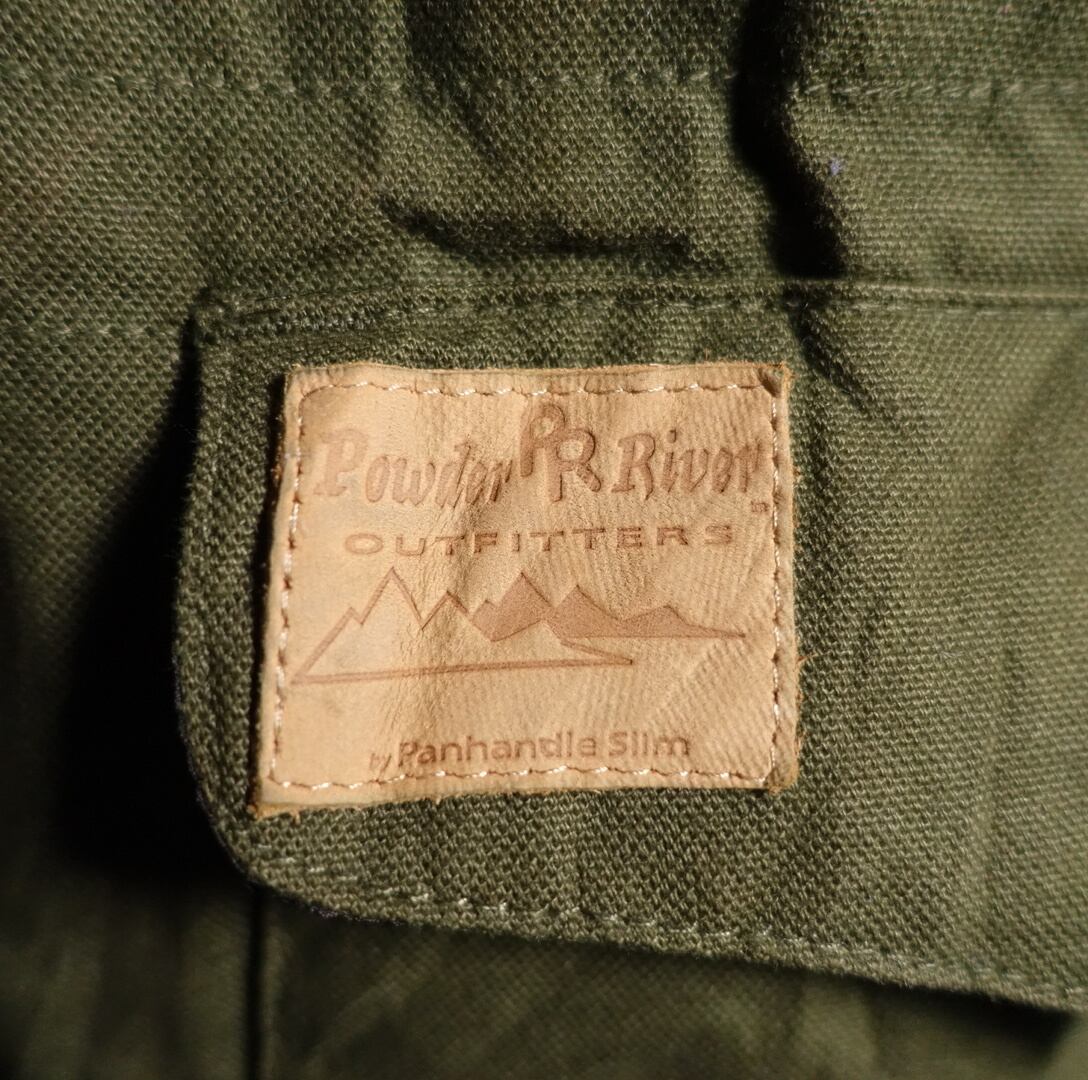 Powder PR River
OUTFITTERS
by Panhandle Slim